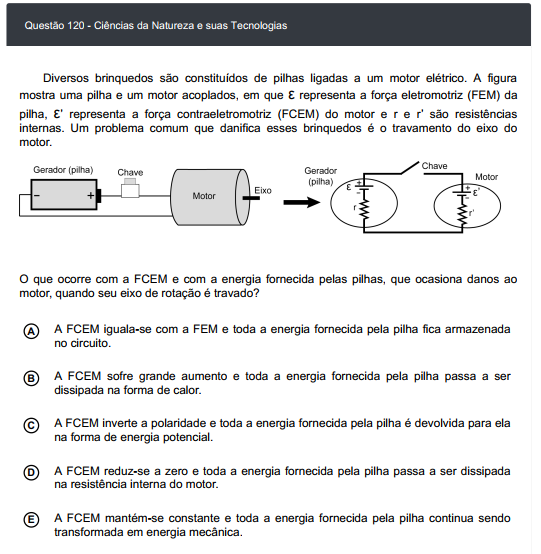 Questão 120 - Ciências da Natureza e suas Tecnologias
Diversos brinquedos são constituídos de pilhas ligadas a um motor elétrico. A figura
mostra uma pilha e um motor acoplados, em que Ɛ representa a força eletromotriz (FEM) da
pilha, Ɛ' representa a força contraeletromotriz (FCEM) do motor e r e r' são resistências
internas. Um problema comum que danifica esses brinquedos é o travamento do eixo do
motor.
Gerador (pilha)
Chave
- +
Motor
Eixo
Gerador
(pilha)
Chave
Motor
Ɛ + -
r
+ - Ɛ'
r'
O que ocorre com a FCEM e com a energia fornecida pelas pilhas, que ocasiona danos ao
motor, quando seu eixo de rotação é travado?
A A FCEM iguala-se com a FEM e toda a energia fornecida pela pilha fica armazenada
no circuito.
B A FCEM sofre grande aumento e toda a energia fornecida pela pilha passa a ser
dissipada na forma de calor.
C A FCEM inverte a polaridade e toda a energia fornecida pela pilha é devolvida para ela
na forma de energia potencial.
D A FCEM reduz-se a zero e toda a energia fornecida pela pilha passa a ser dissipada
na resistência interna do motor.
E A FCEM mantém-se constante e toda a energia fornecida pela pilha continua sendo
transformada em energia mecânica.